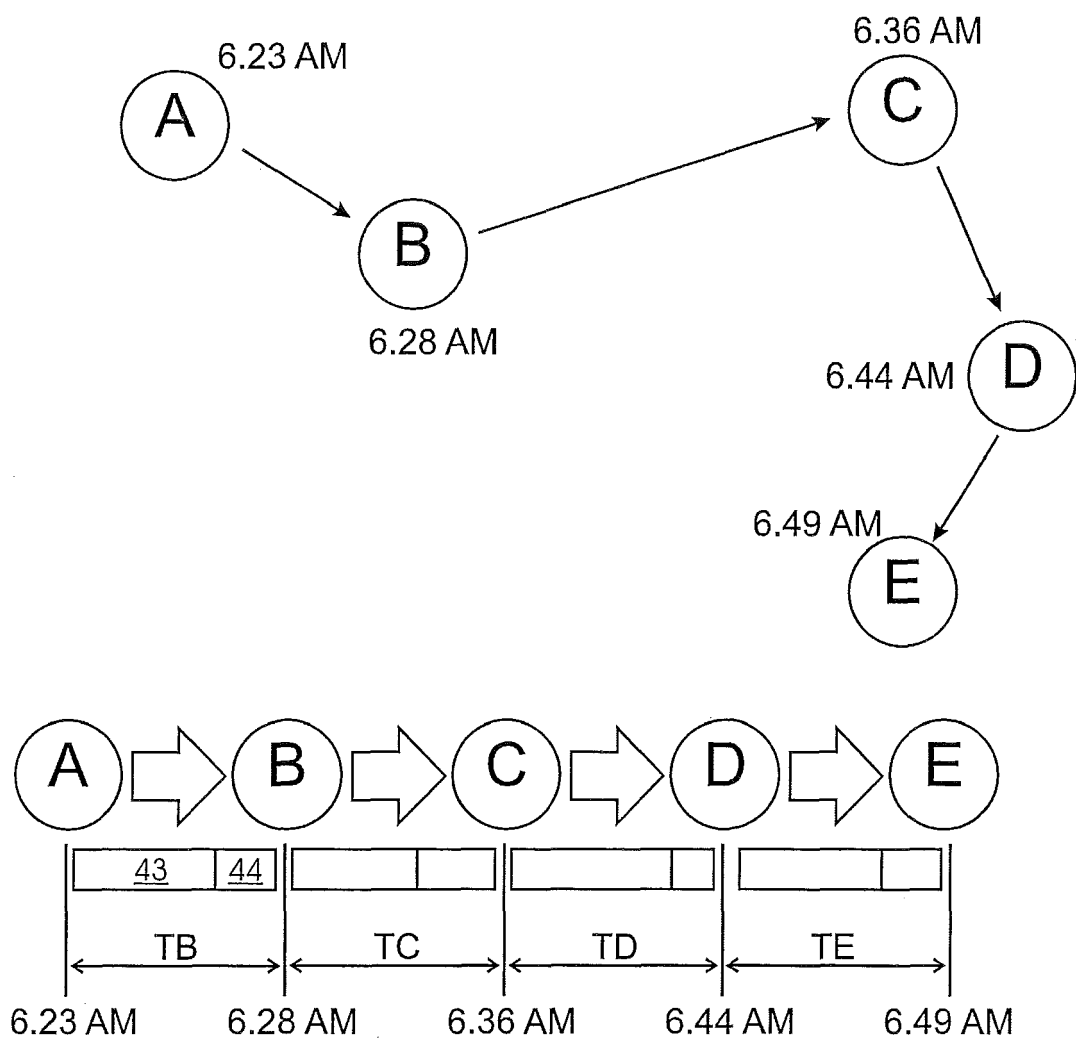 6.23 AM
A
6.36 AM
C
B
6.28 AM
6.44 AM
D
6.49 AM
E
A B C D E
43 44
TB TC TD TE
6.23 AM 6.28 AM 6.36 AM 6.44 AM 6.49 AM